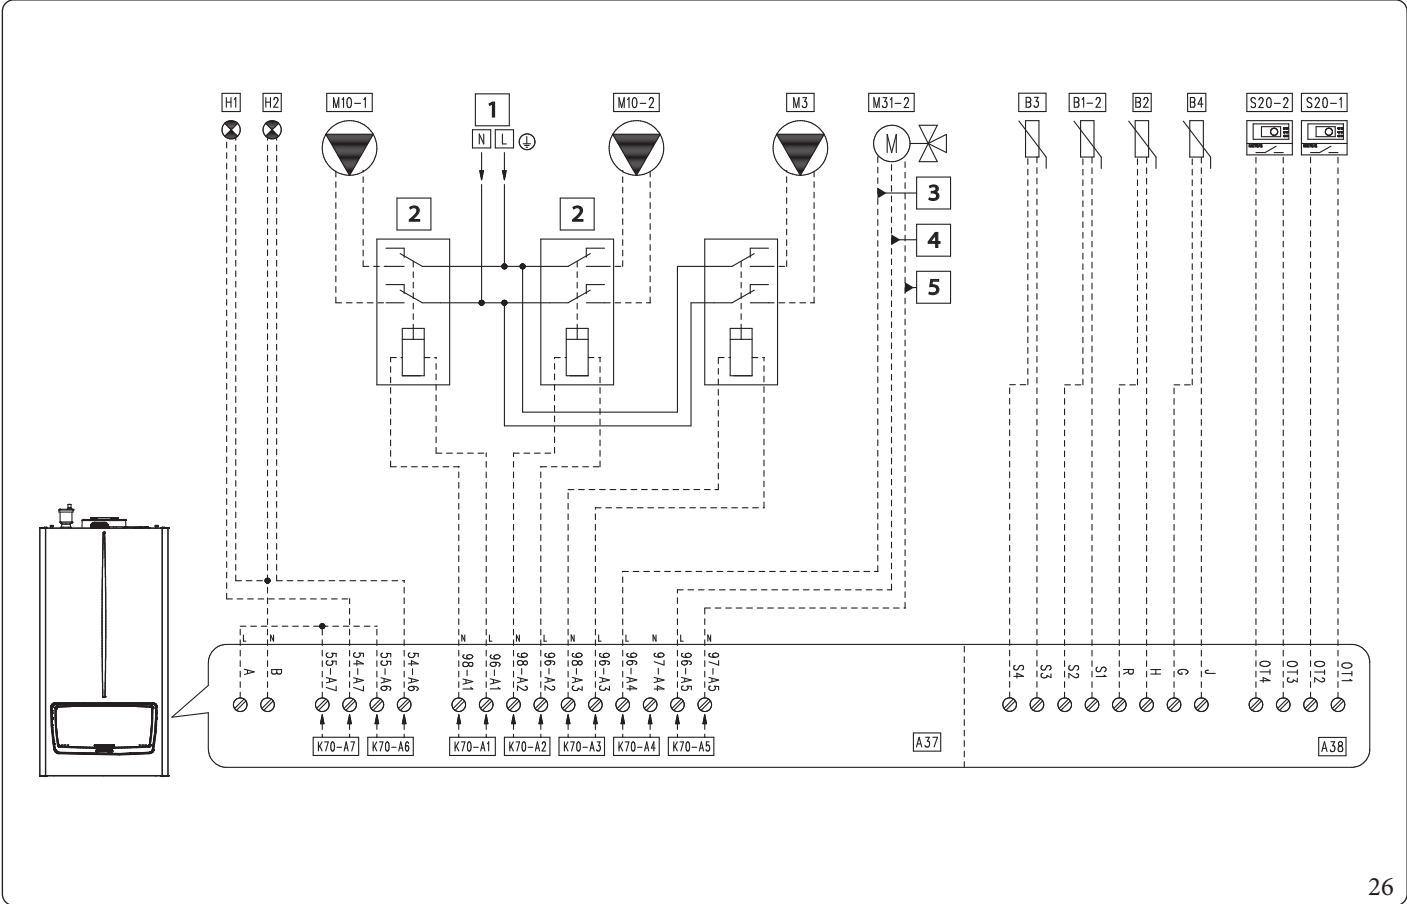 H1 H2 M10-1 1 M10-2 M3 M31-2 B3 B1-2 B2 B4 S20-2 S20-1
N L
M
3
2 2
4
5
L N N L N L N L L N L N
A B 55-A7 54-A7 55-A6 54-A6 98-A1 96-A1 98-A2 96-A2 98-A3 96-A3 96-A4 97-A4 96-A5 97-A5 S4 S3 S2 S1 R H G J OT4 OT3 OT2 OT1
K70-A7 K70-A6 K70-A1 K70-A2 K70-A3 K70-A4 K70-A5 A37 A38
26